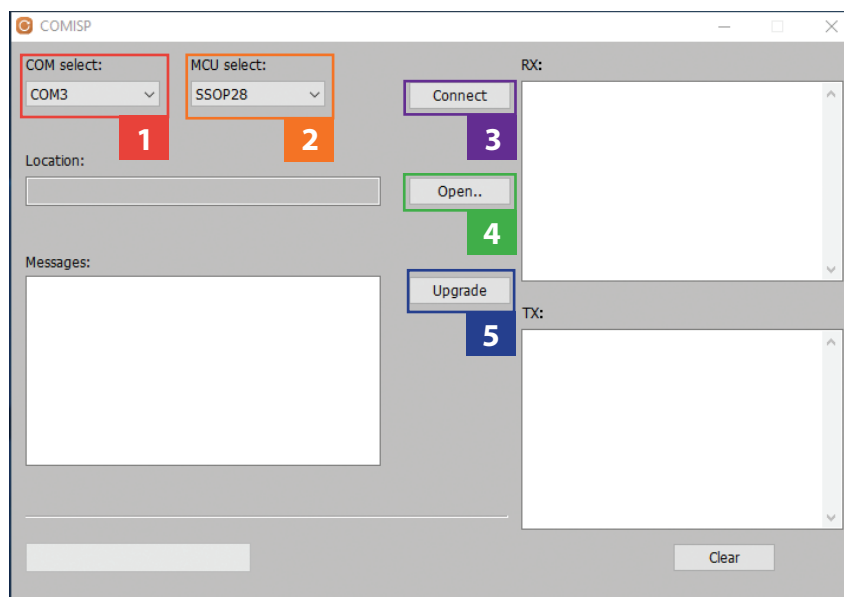 COMISP
COM select:
MCU select:
RX:
COM3
SSOP28
Connect
1
2
3
Location:
Open..
4
Messages:
Upgrade
TX:
5
Clear